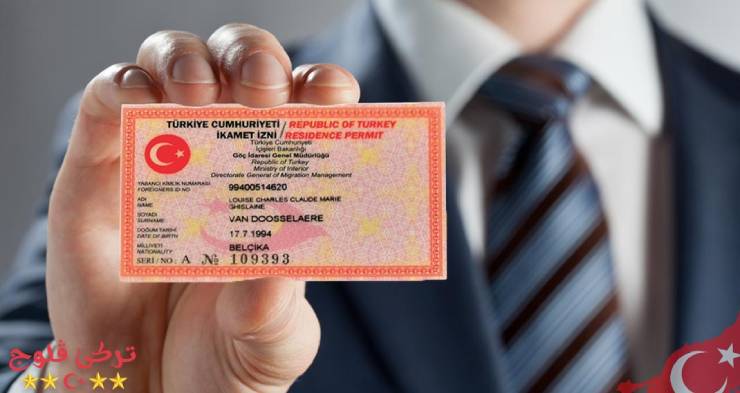 TÜRKİYE CUMHURİYETİ / REPUBLIC OF TURKEY
İKAMET İZNİ / RESIDENCE PERMIT
Türkiye Cumhuriyeti
İçişleri Bakanlığı
Göç İdaresi Genel Müdürlüğü
Republic of Turkey
Ministry of Interior
Directorate General of Migration Management
YABANCI KİMLİK NUMARASI
FOREIGNERS ID NO
99400514620
ADI
NAME
LOUISE CHARLES CLAUDE MARIE
GHISLAINE
SOYADI
SURNAME
VAN DOOSSELAERE
DOĞUM TARİHİ
DATE OF BIRTH
17.7.1994
MİLLİYETİ
NATIONALITY
BELÇİKA
SERİ / NO: A № 109393
ترکی فلوج